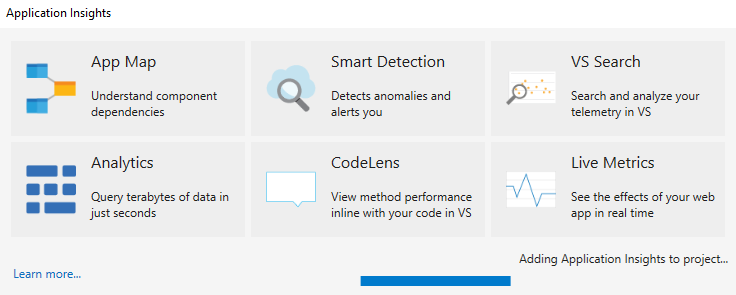 Application Insights
App Map
Understand component
dependencies
Smart Detection
Detects anomalies and
alerts you
VS Search
Search and analyze your
telemetry in VS
Analytics
Query terabytes of data in
just seconds
CodeLens
View method performance
inline with your code in VS
Live Metrics
See the effects of your web
app in real time
Adding Application Insights to project...
Learn more...